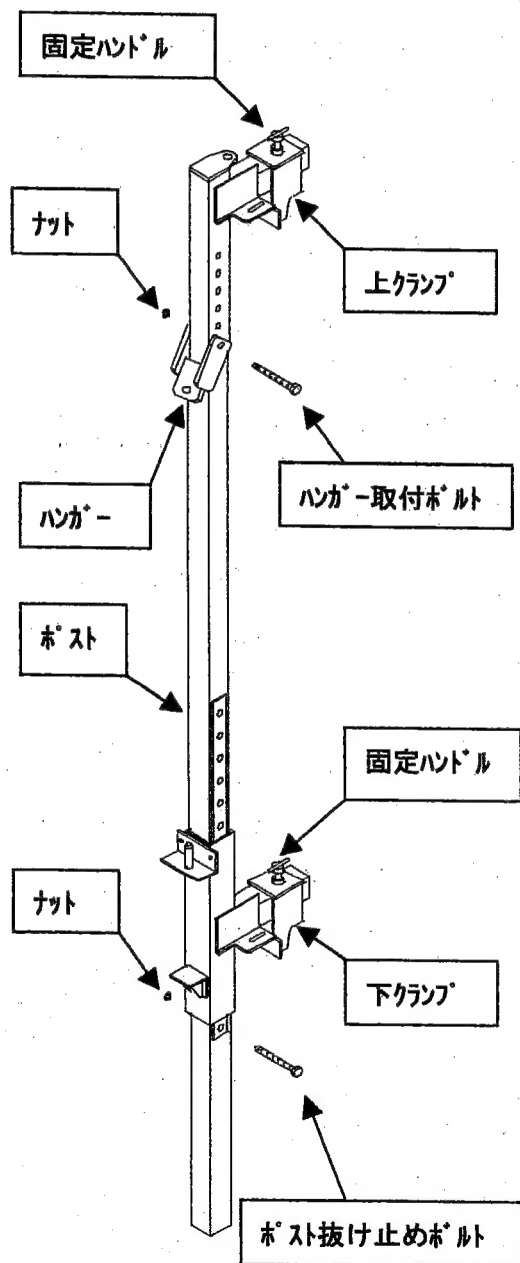 固定ﾊﾝﾄﾞﾙ
ナット
上ｸﾗﾝﾌﾟ
ﾊﾝｶﾞｰ
ﾊﾝｶﾞｰ取付ﾎﾞﾙﾄ
ﾎﾟｽﾄ
固定ﾊﾝﾄﾞﾙ
ナット
下ｸﾗﾝﾌﾟ
ﾎﾟｽﾄ抜け止めﾎﾞﾙﾄ